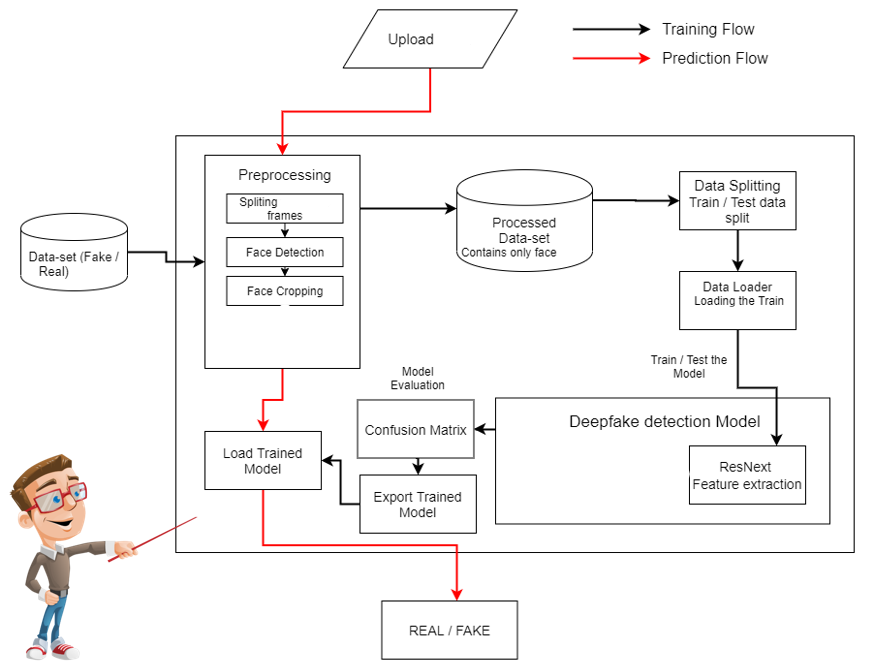 Upload
Training Flow
Prediction Flow
Preprocessing
Spliting
frames
Face Detection
Face Cropping
Data-set (Fake /
Real)
Processed
Data-set
Contains only face
Data Splitting
Train / Test data
split
Data Loader
Loading the Train
Train / Test the
Model
Model
Evaluation
Confusion Matrix
Export Trained
Model
Deepfake detection Model
ResNext
Feature extraction
Load Trained
Model
REAL / FAKE